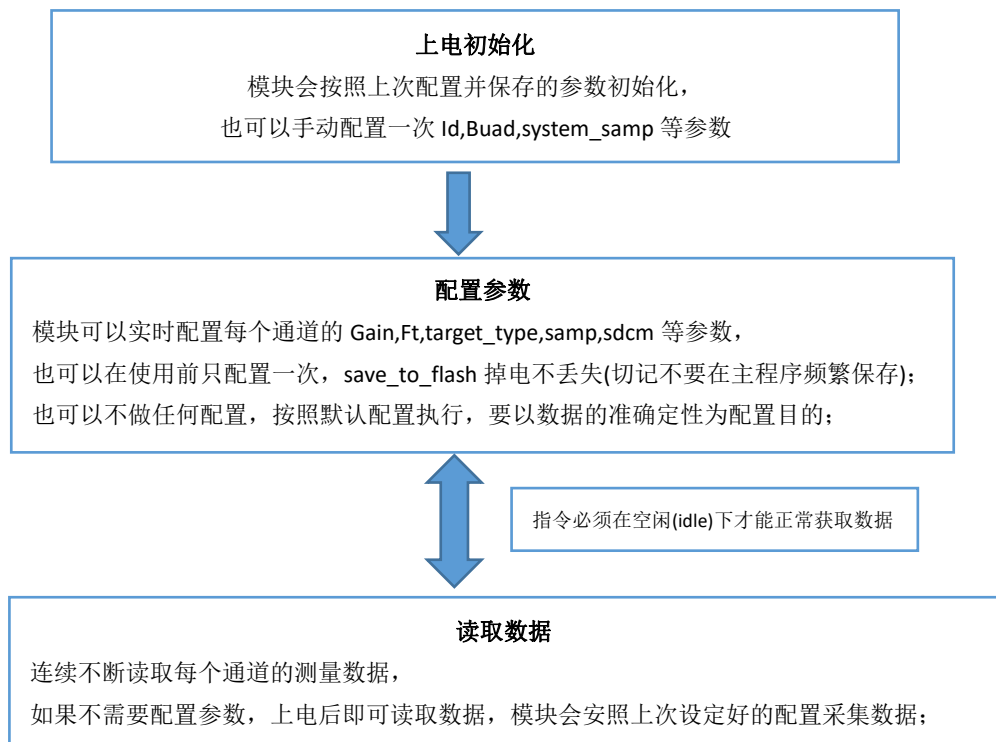 上电初始化
模块会按照上次配置并保存的参数初始化，
也可以手动配置一次 Id,Buad,system_samp 等参数
配置参数
模块可以实时配置每个通道的 Gain,Ft,target_type,samp,sdcm 等参数，
也可以在使用前只配置一次，save_to_flash 掉电不丢失(切记不要在主程序频繁保存)；
也可以不做任何配置，按照默认配置执行，要以数据的准确定性为配置目的；
指令必须在空闲(idle)下才能正常获取数据
读取数据
连续不断读取每个通道的测量数据，
如果不需要配置参数，上电后即可读取数据，模块会安照上次设定好的配置采集数据；